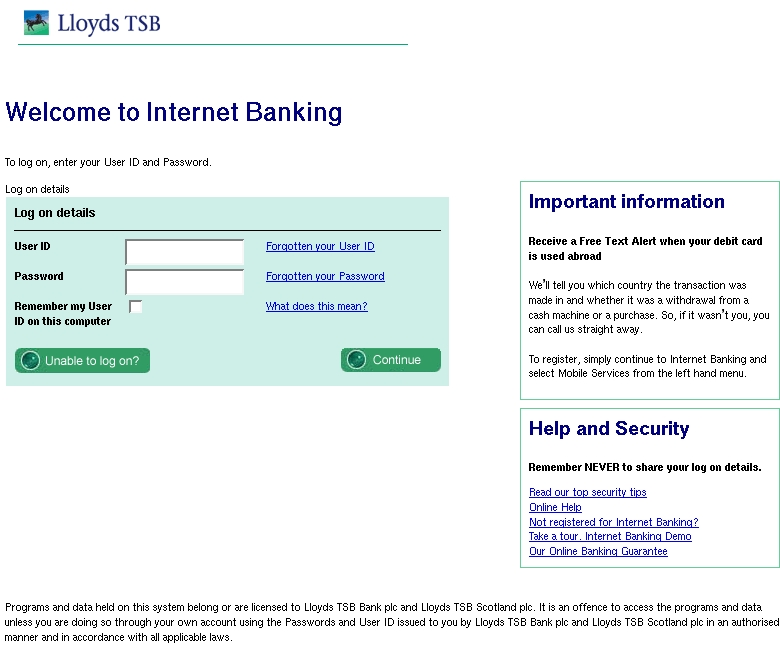 Lloyds TSB
Welcome to Internet Banking
To log on, enter your User ID and Password.
Log on details
Log on details
User ID
Forgotten your User ID
Password
Forgotten your Password
Remember my User
ID on this computer
What does this mean?
Unable to log on?
Continue
Important information
Receive a Free Text Alert when your debit card
is used abroad
We'll tell you which country the transaction was
made in and whether it was a withdrawal from a
cash machine or a purchase. So, if it wasn't you, you
can call us straight away.
To register, simply continue to Internet Banking and
select Mobile Services from the left hand menu.
Help and Security
Remember NEVER to share your log on details.
Read our top security tips
Online Help
Not registered for Internet Banking?
Take a tour. Internet Banking Demo
Our Online Banking Guarantee
Programs and data held on this system belong or are licensed to Lloyds TSB Bank plc and Lloyds TSB Scotland plc. It is an offence to access the programs and data
unless you are doing so through your own account using the Passwords and User ID issued to you by Lloyds TSB Bank plc and Lloyds TSB Scotland plc in an authorised
manner and in accordance with all applicable laws.